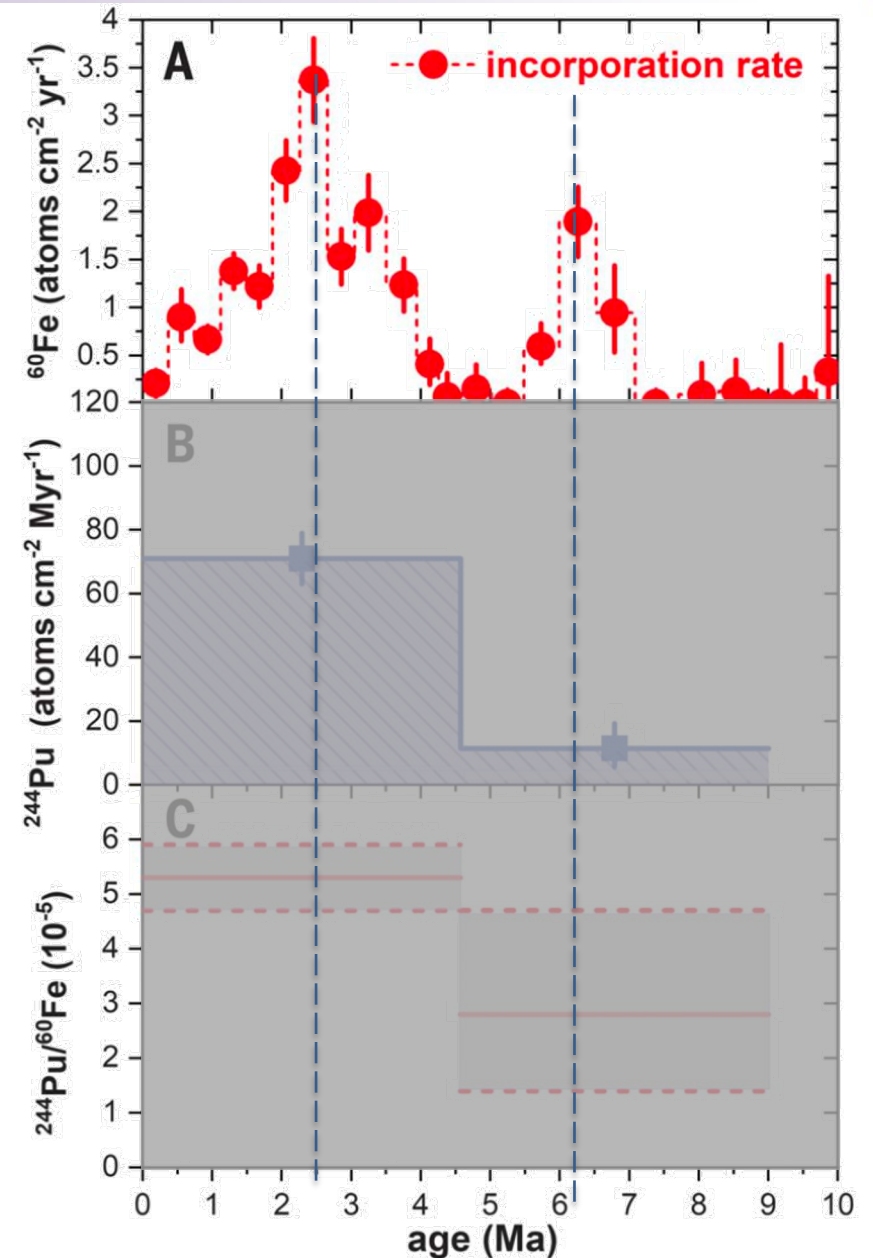 A
incorporation rate
⁶⁰Fe (atoms cm⁻² yr⁻¹)
4
3.5
3
2.5
2
1.5
1
0.5
B
²⁴⁴Pu (atoms cm⁻² Myr⁻¹)
120
100
80
60
40
20
0
C
²⁴⁴Pu/⁶⁰Fe (10⁻⁵)
6
5
4
3
2
1
0
0 1 2 3 4 5 6 7 8 9 10
age (Ma)